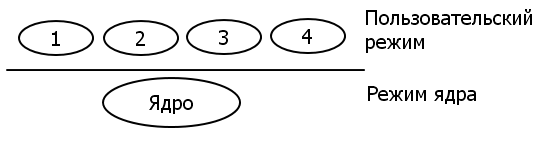 1 2 3 4
Пользовательский
режим
Ядро
Режим ядра